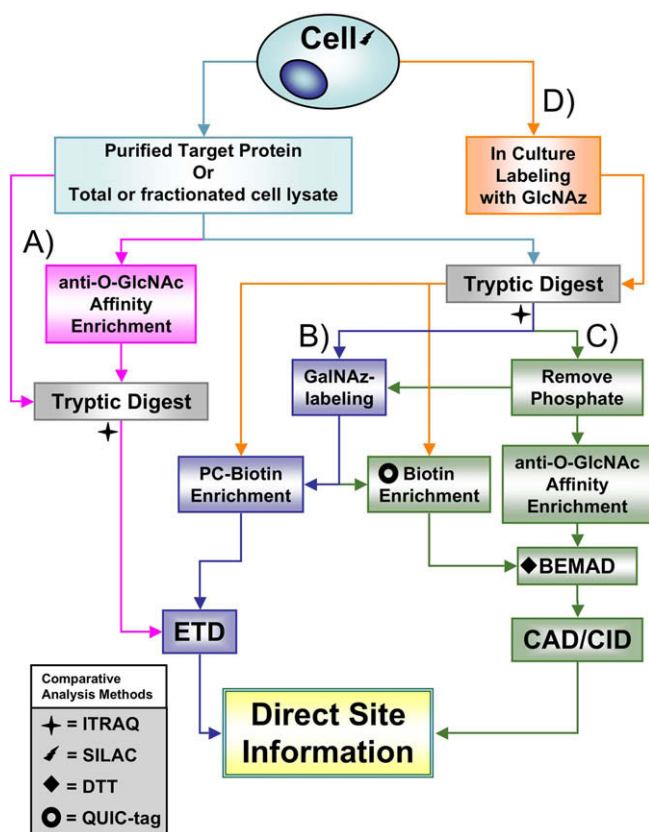 Cell
D)
Purified Target Protein
Or
Total or fractionated cell lysate
In Culture
Labeling
with GlcNAz
A)
anti-O-GlcNAc
Affinity
Enrichment
Tryptic Digest
B)
C)
GalNAz-
labeling
Remove
Phosphate
Tryptic Digest
PC-Biotin
Enrichment
Biotin
Enrichment
anti-O-GlcNAc
Affinity
Enrichment
BEMAD
ETD
CAD/CID
Direct Site
Information
Comparative
Analysis Methods
= ITRAQ
= SILAC
= DTT
= QUIC-tag